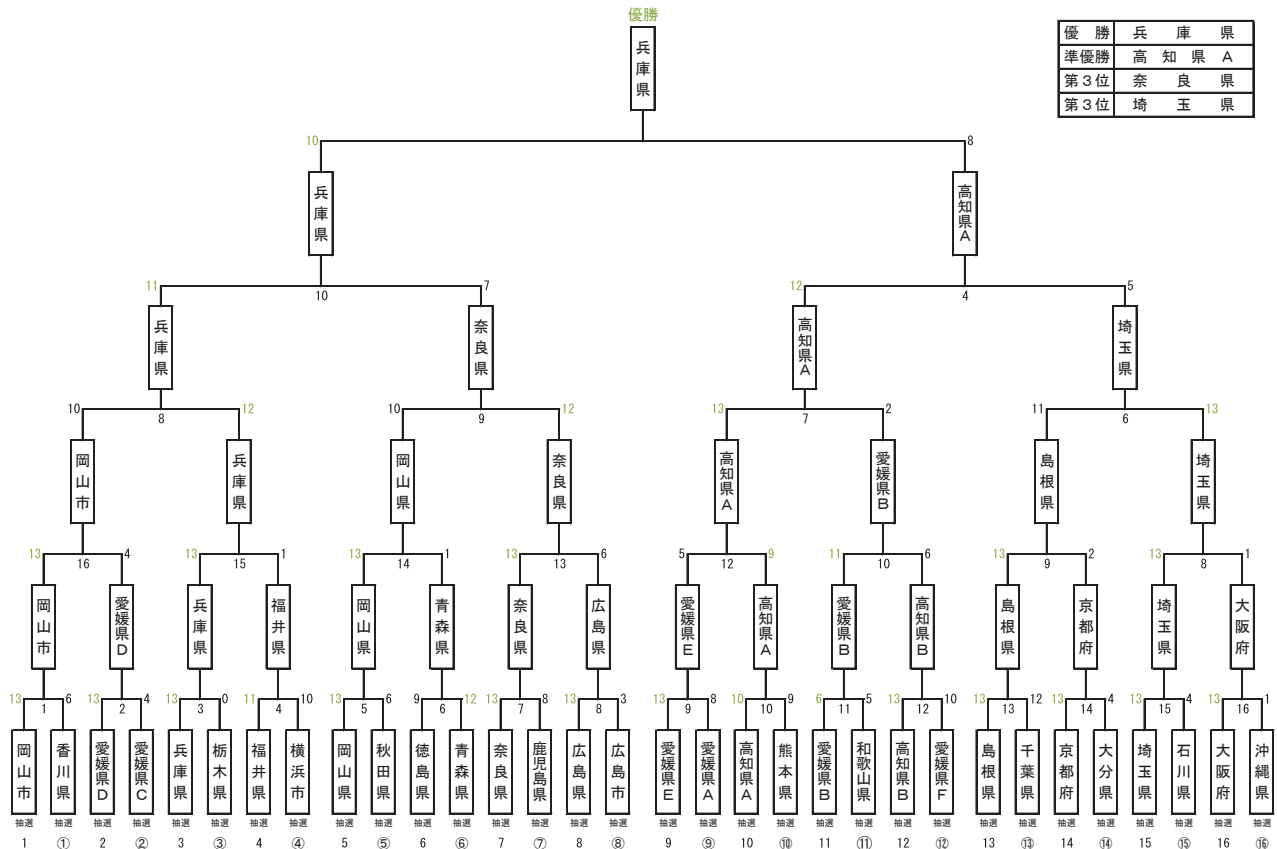 優勝
優勝 兵庫県
準優勝 高知県A
第3位 奈良県
第3位 埼玉県
兵庫県
10 8
兵庫県 高知県A
11 10 7 12 4 5
兵庫県 奈良県 高知県A 埼玉県
10 8 12 10 9 12 13 7 2 11 6 13
岡山市 兵庫県 岡山県 奈良県 高知県A 愛媛県B 島根県 埼玉県
13 16 4 13 15 1 13 14 1 13 13 6 5 12 9 11 10 6 13 9 2 13 8 1
岡山市 愛媛県D 兵庫県 福井県 岡山県 青森県 奈良県 広島県 愛媛県E 高知県A 愛媛県B 高知県B 島根県 京都府 埼玉県 大阪府
13 1 6 13 2 4 13 3 0 11 4 10 13 5 6 9 6 12 13 7 8 13 8 3 13 9 8 10 10 9 6 11 5 13 12 10 13 13 12 13 14 4 13 15 4 13 16 1
岡山市 香川県 愛媛県D 愛媛県C 兵庫県 栃木県 福井県 横浜市 岡山県 秋田県 徳島県 青森県 奈良県 鹿児島県 広島県 広島市 愛媛県E 愛媛県A 高知県A 熊本県 愛媛県B 和歌山県 高知県B 愛媛県F 島根県 千葉県 京都府 大分県 埼玉県 石川県 大阪府 沖縄県
抽選 抽選 抽選 抽選 抽選 抽選 抽選 抽選 抽選 抽選 抽選 抽選 抽選 抽選 抽選 抽選 抽選 抽選 抽選 抽選 抽選 抽選 抽選 抽選 抽選 抽選 抽選 抽選 抽選 抽選 抽選 抽選
1 ① 2 ② 3 ③ 4 ④ 5 ⑤ 6 ⑥ 7 ⑦ 8 ⑧ 9 ⑨ 10 ⑩ 11 ⑪ 12 ⑫ 13 ⑬ 14 ⑭ 15 ⑮ 16 ⑯